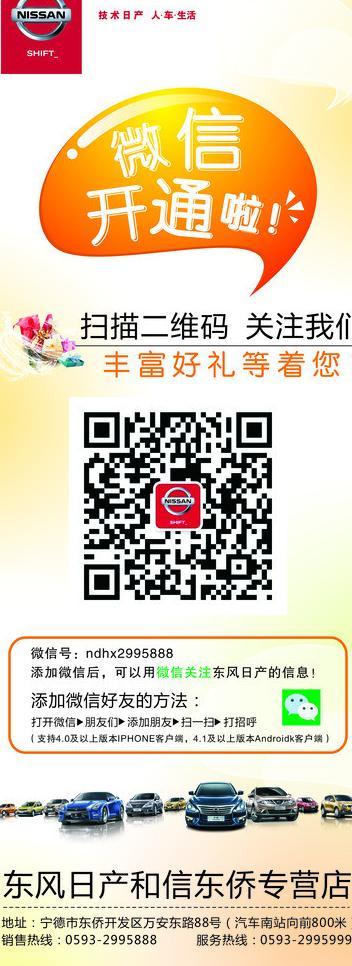 NISSAN
SHIFT_
技术日产 人·车·生活
微信
开通啦!
扫描二维码 关注我们
丰富好礼等着您
NISSAN
SHIFT_
微信号：ndhx2995888
添加微信后，可以用微信关注东风日产的信息！
添加微信好友的方法：
打开微信▶朋友们▶添加朋友▶扫一扫▶打招呼
（支持4.0及以上版本IPHONE客户端，4.1及以上版本Androidk客户端）
东风日产和信东侨专营店
地址：宁德市东侨开发区万安东路88号（汽车南站向前800米
销售热线：0593-2995888 服务热线：0593-2995999